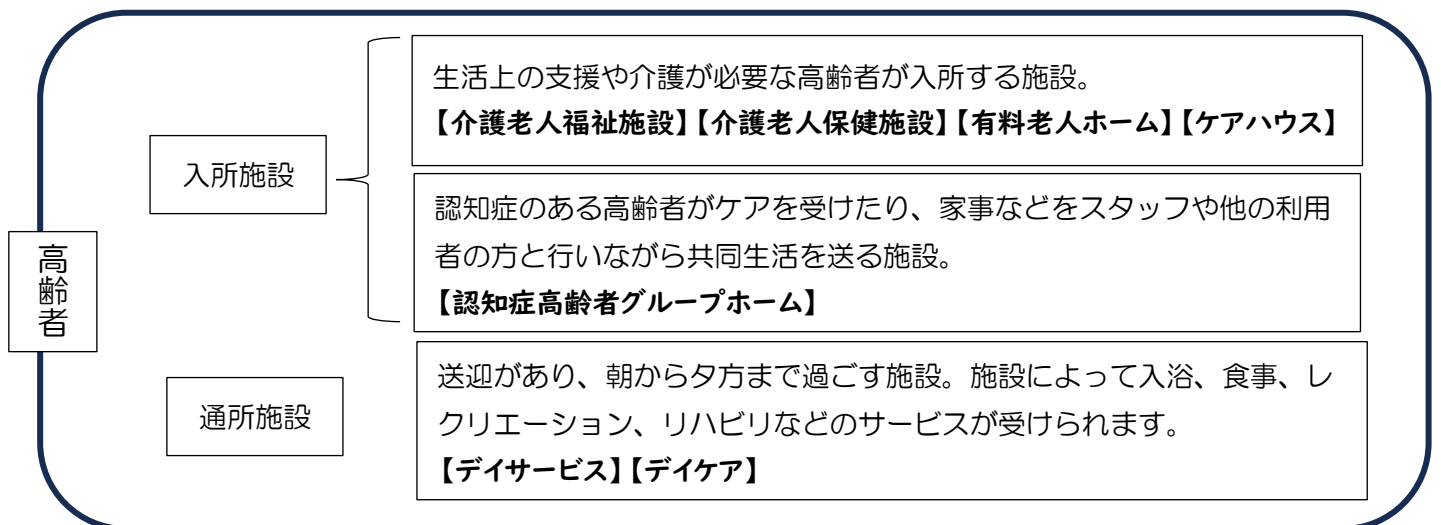 高齢者
入所施設
生活上の支援や介護が必要な高齢者が入所する施設。
【介護老人福祉施設】【介護老人保健施設】【有料老人ホーム】【ケアハウス】
認知症のある高齢者がケアを受けたり、家事などをスタッフや他の利用
者の方と行いながら共同生活を送る施設。
【認知症高齢者グループホーム】
通所施設
送迎があり、朝から夕方まで過ごす施設。施設によって入浴、食事、レ
クリエーション、リハビリなどのサービスが受けられます。
【デイサービス】【デイケア】